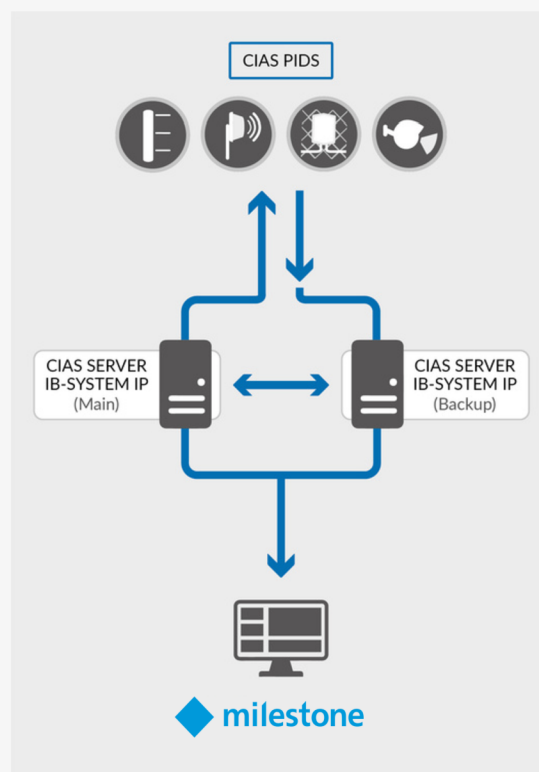 CIAS PIDS
CIAS SERVER
IB-SYSTEM IP
(Main)
CIAS SERVER
IB-SYSTEM IP
(Backup)
milestone